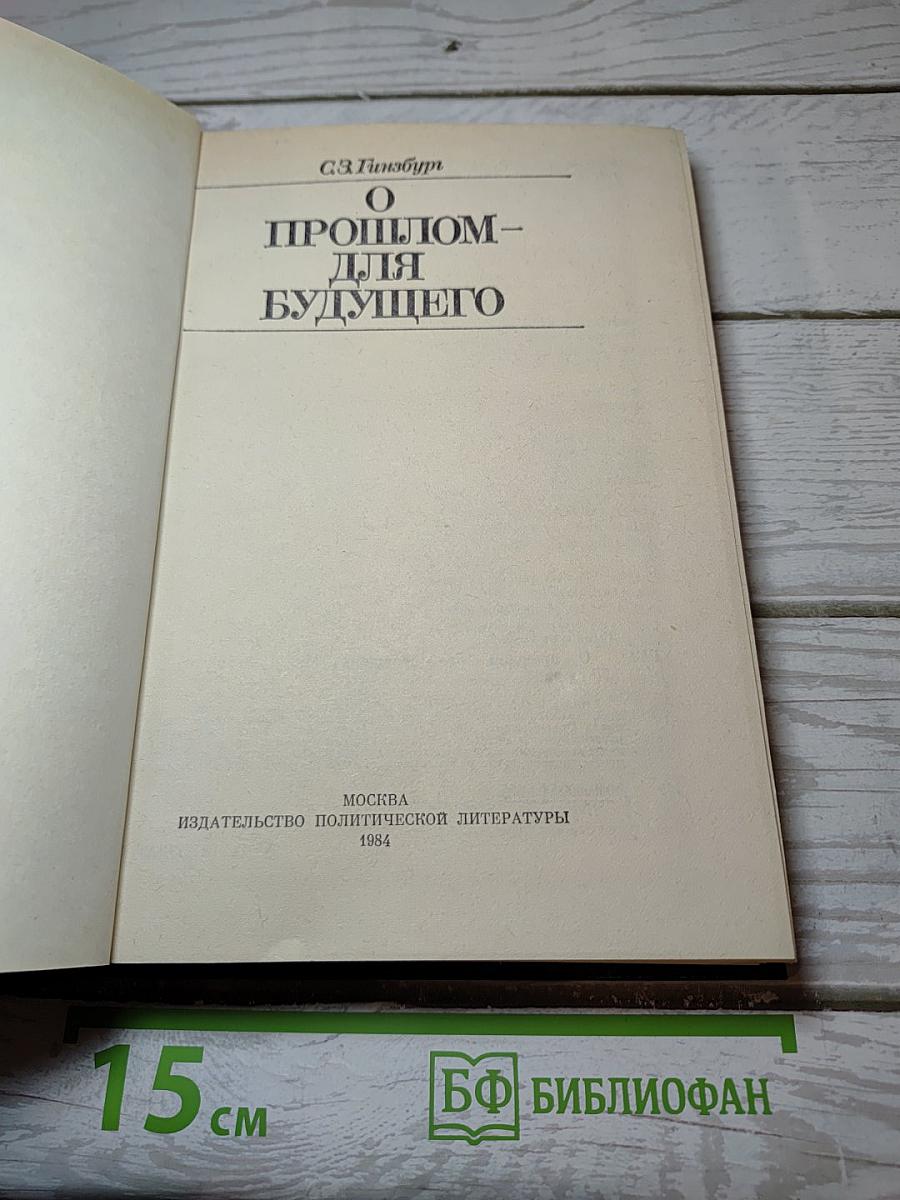 С.З.Гинзбург
О
ПРОШЛОМ-
ДЛЯ
БУДУЩЕГО
МОСКВА
ИЗДАТЕЛЬСТВО ПОЛИТИЧЕСКОЙ ЛИТЕРАТУРЫ
1984
15 см
БФ БИБЛИОФАН